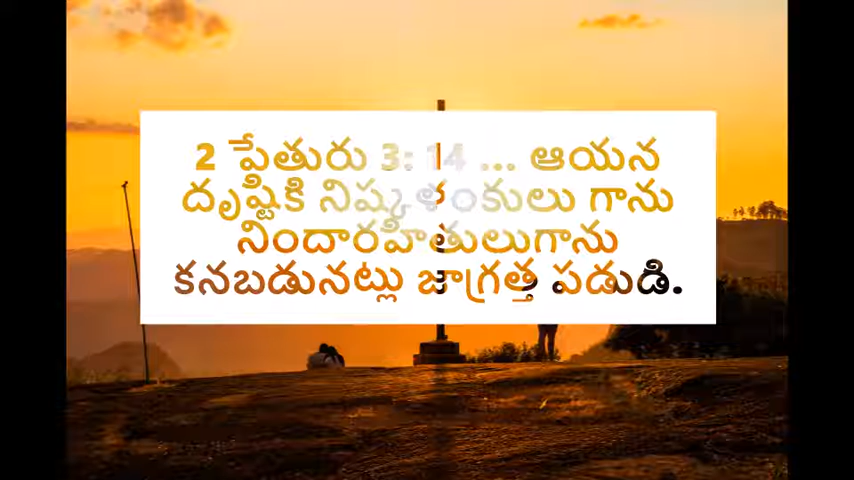 2 పేతురు 3: 14 ... ఆయన
దృష్టికి నిష్కళంకులు గాను
నిందారహితులుగాను
కనబడునట్లు జాగ్రత్త పడుడి.